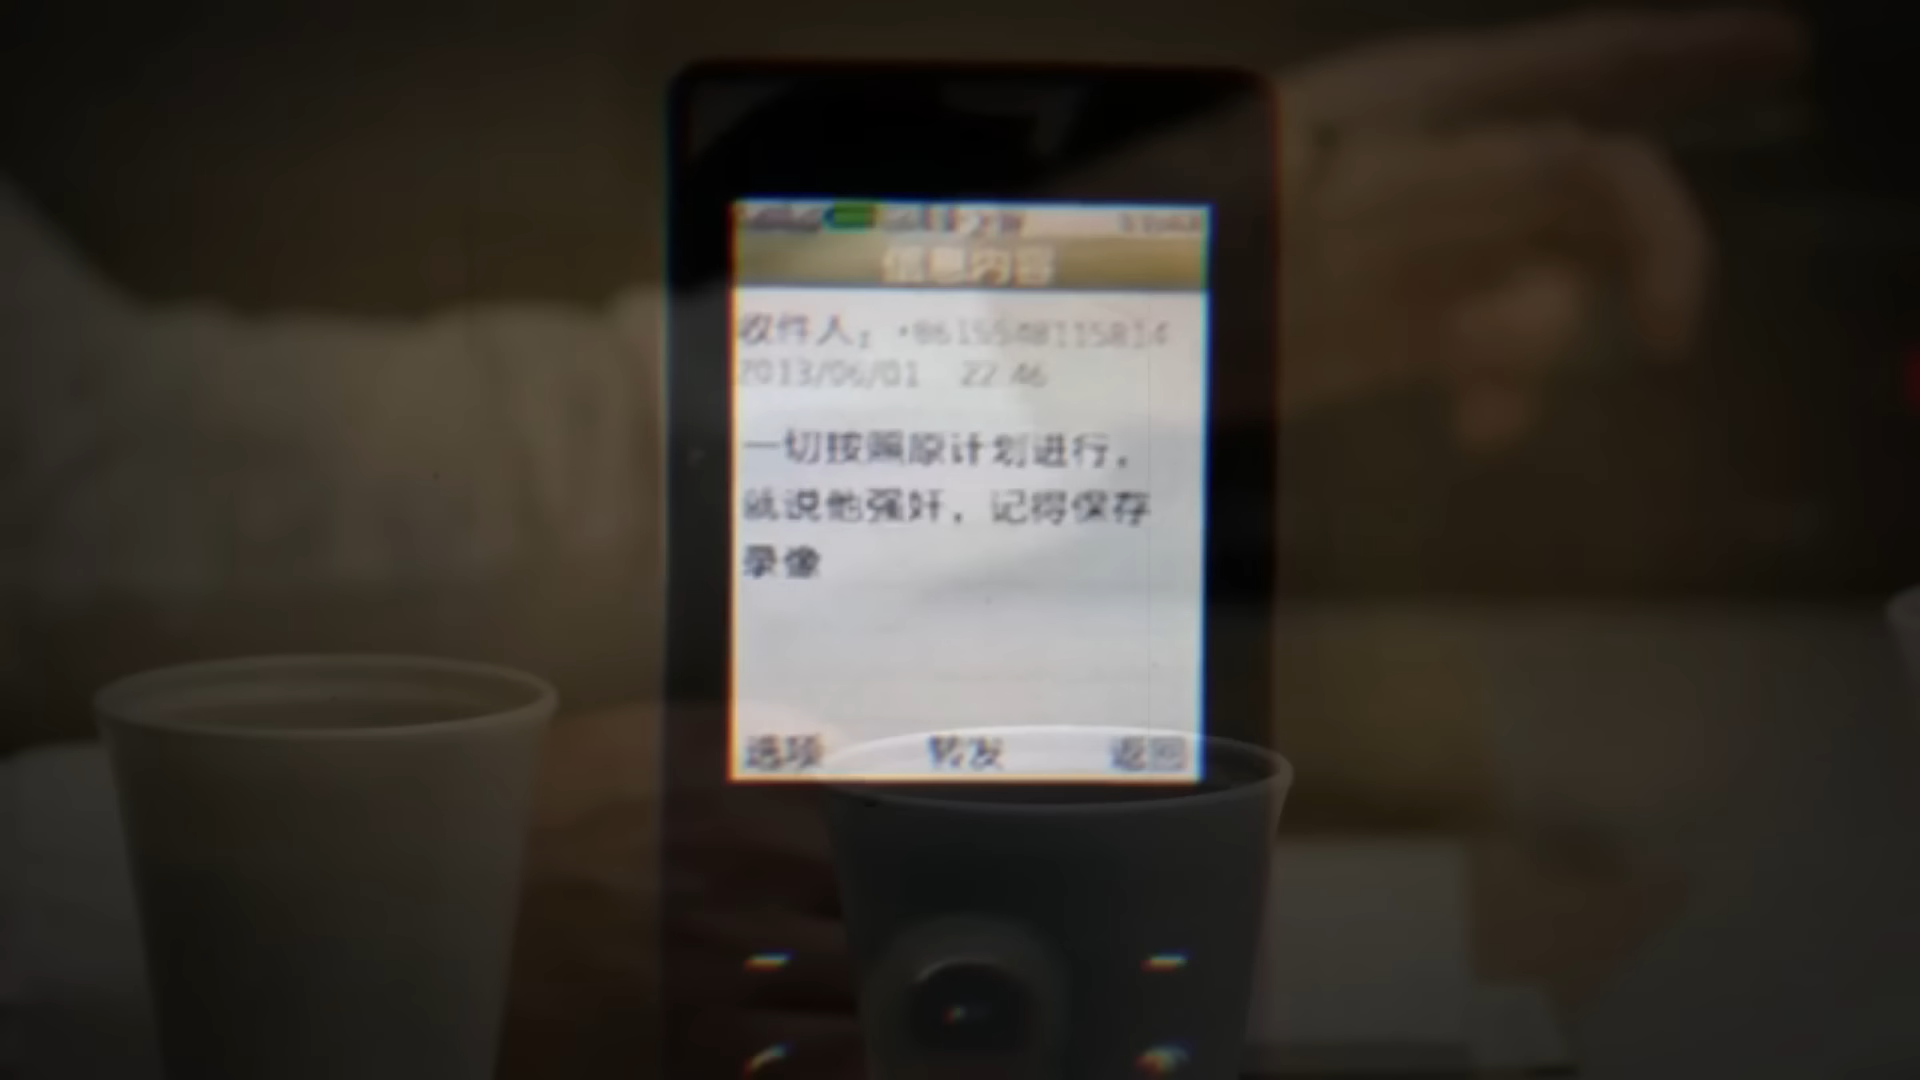 信息内容
收件人：+8615548115814
2013/06/01 22:46
一切按照原计划进行，
就说他强奸，记得保存
录像
选项 转发 返回